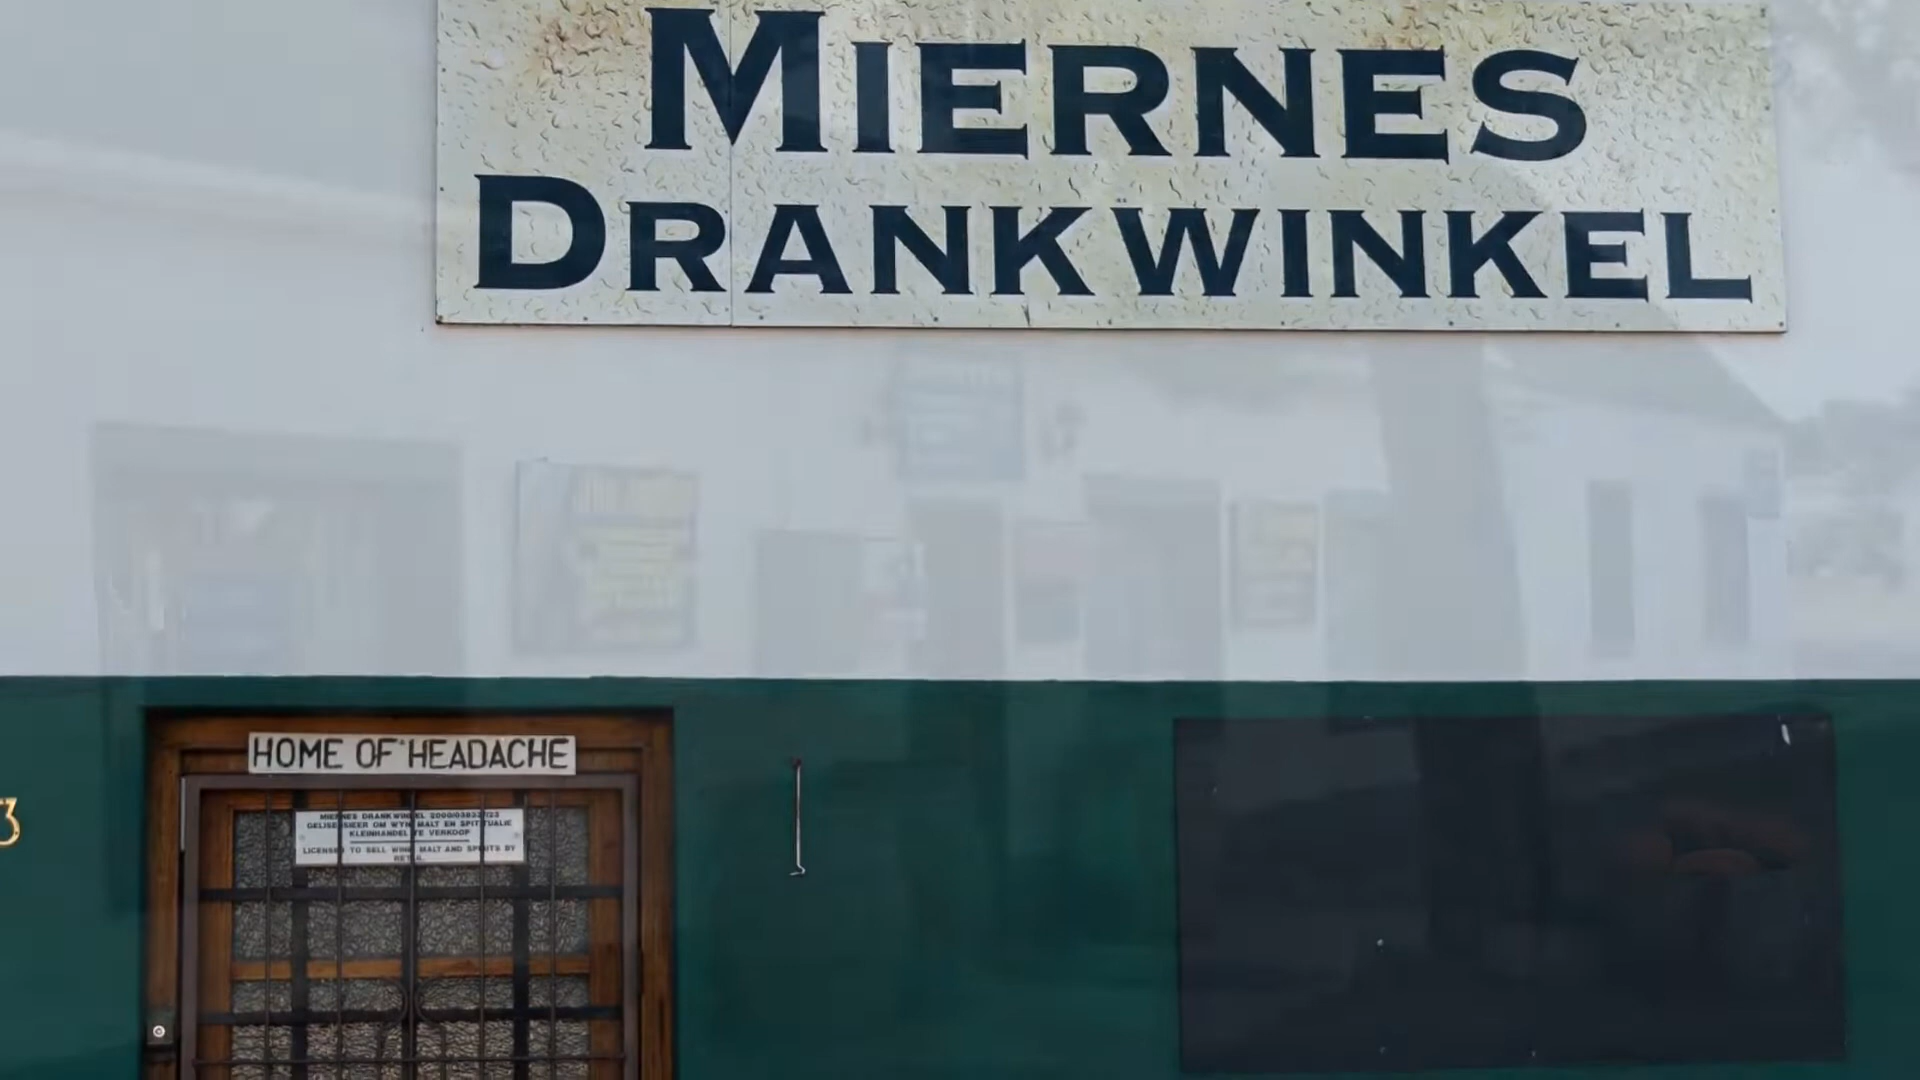 MIERNES
DRANKWINKEL
HOME OF HEADACHE
MIERNES DRANKWINKEL
GELISENSIEER OM WYN MALT EN SPIRITUALIE
KLEINHANDEL TE VERKOOP
LICENSED TO SELL WINE MALT AND SPIRITS BY
RETAIL
3